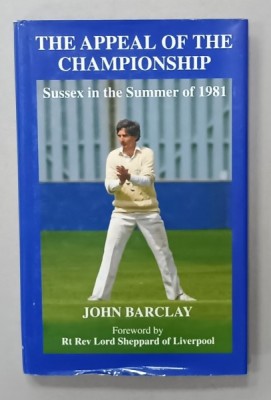 THE APPEAL OF THE
CHAMPIONSHIP
Sussex in the Summer of 1981
JOHN BARCLAY
Foreword by
Rt Rev Lord Sheppard of Liverpool